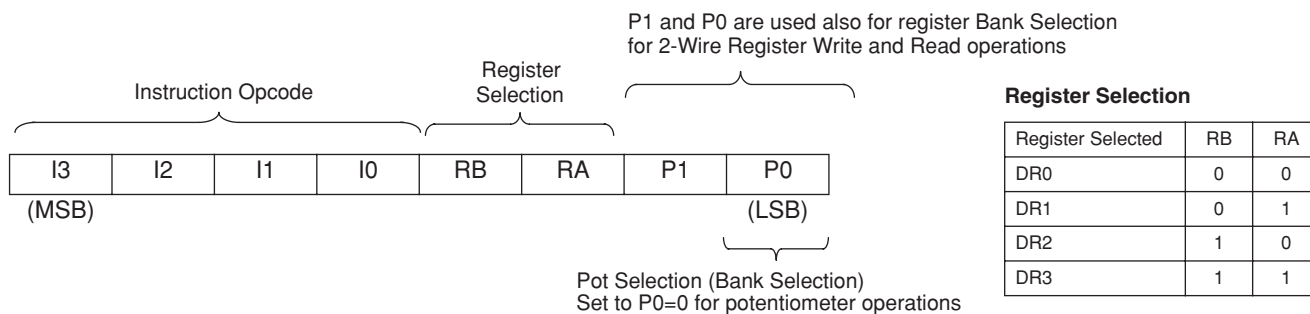 P1 and P0 are used also for register Bank Selection
for 2-Wire Register Write and Read operations
Register
Selection
Instruction Opcode
I3 I2 I1 I0 RB RA P1 P0
(MSB) (LSB)
Pot Selection (Bank Selection)
Set to P0=0 for potentiometer operations
Register Selection
Register Selected RB RA
DR0 0 0
DR1 0 1
DR2 1 0
DR3 1 1